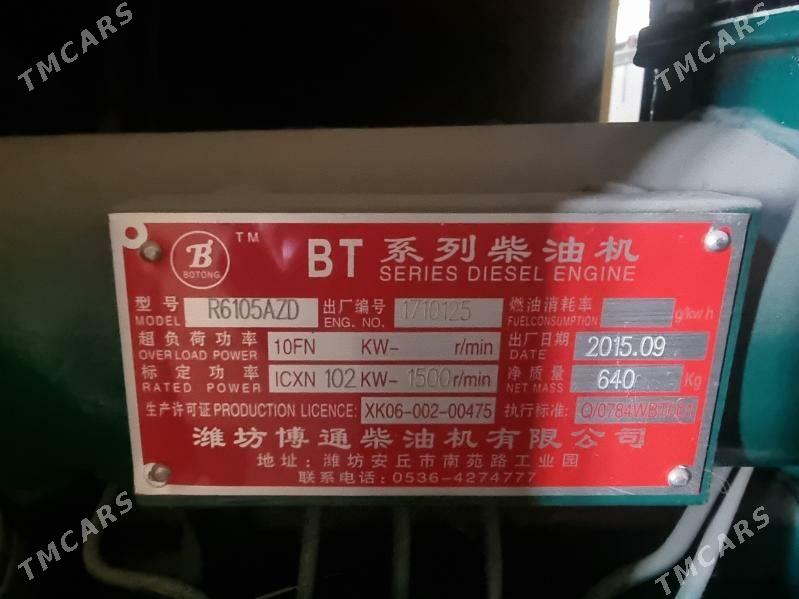 TMCARS
TMCARS
B BOTONG TM BT 系列柴油机
SERIES DIESEL ENGINE
型号 MODEL R6105AZD 出厂编号 ENG. NO. 1710125 燃油消耗率 FUELCONSUMPTION g/kw.h
超负荷功率 OVER LOAD POWER 10FN KW- r/min 出厂日期 DATE 2015.09
标定功率 RATED POWER ICXN 102 KW- 1500 r/min 净质量 NET MASS 640 Kg
生产许可证 PRODUCTION LICENCE: XK06-002-00475 执行标准:
潍坊博通柴油机有限公司
地址: 潍坊安丘市南苑路工业园
联系电话: 0536-4274777
TMCARS
TMCARS